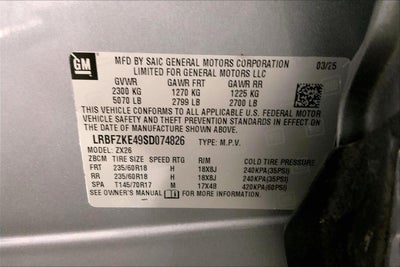 GM
MFD BY SAIC GENERAL MOTORS CORPORATION 03/25
LIMITED FOR GENERAL MOTORS LLC
GVWR GAWR FRT GAWR RR
2300 KG 1270 KG 1225 KG
5070 LB 2799 LB 2700 LB
THIS VEHICLE CONFORMS TO ALL APPLICABLE U.S. FEDERAL MOTOR
VEHICLE SAFETY AND THEFT PREVENTION STANDARDS IN EFFECT ON
THE DATE OF MANUFACTURE SHOWN ABOVE.
LRBFZKE49SD074826 TYPE: M.P.V.
MODEL: ZX26
ZBCM TIRE SIZE SPEED RTG RIM COLD TIRE PRESSURE
FRT 235/60R18 H 18X8J 240KPA(35PSI)
RR 235/60R18 H 18X8J 240KPA(35PSI)
SPA T145/70R17 M 17X4B 420KPA(60PSI)
SEE OWNER'S MANUAL FOR MORE INFORMATION.